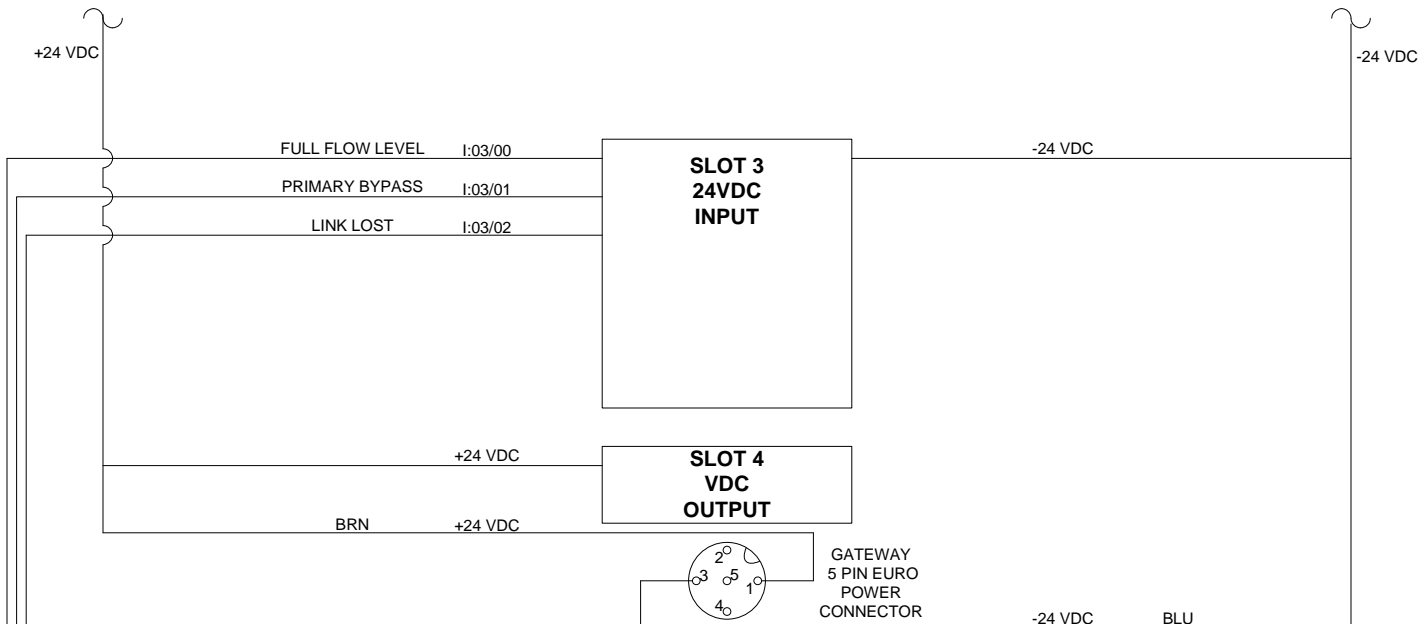 +24 VDC
-24 VDC
FULL FLOW LEVEL I:03/00
PRIMARY BYPASS I:03/01
LINK LOST I:03/02
SLOT 3
24VDC
INPUT
-24 VDC
+24 VDC
SLOT 4
VDC
OUTPUT
BRN +24 VDC
2
3
5
1
4
GATEWAY
5 PIN EURO
POWER
CONNECTOR
-24 VDC BLU